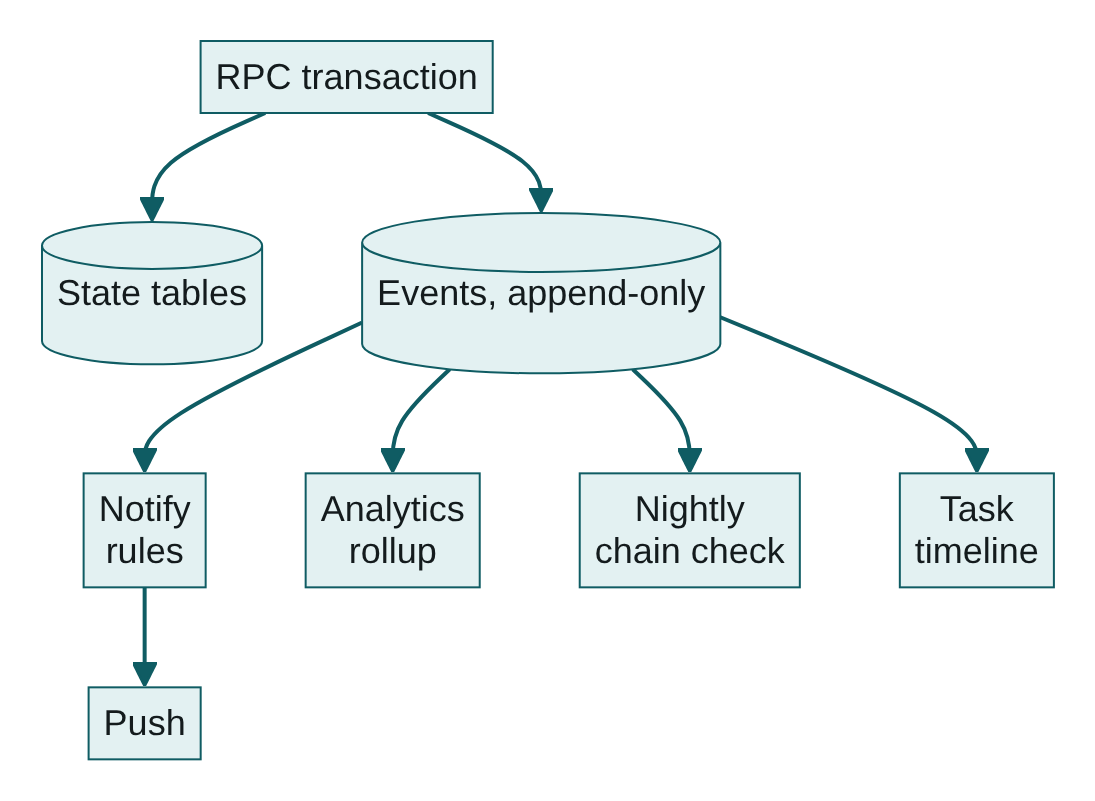 RPC transaction
State tables
Events, append-only
Notify
rules
Analytics
rollup
Nightly
chain check
Task
timeline
Push